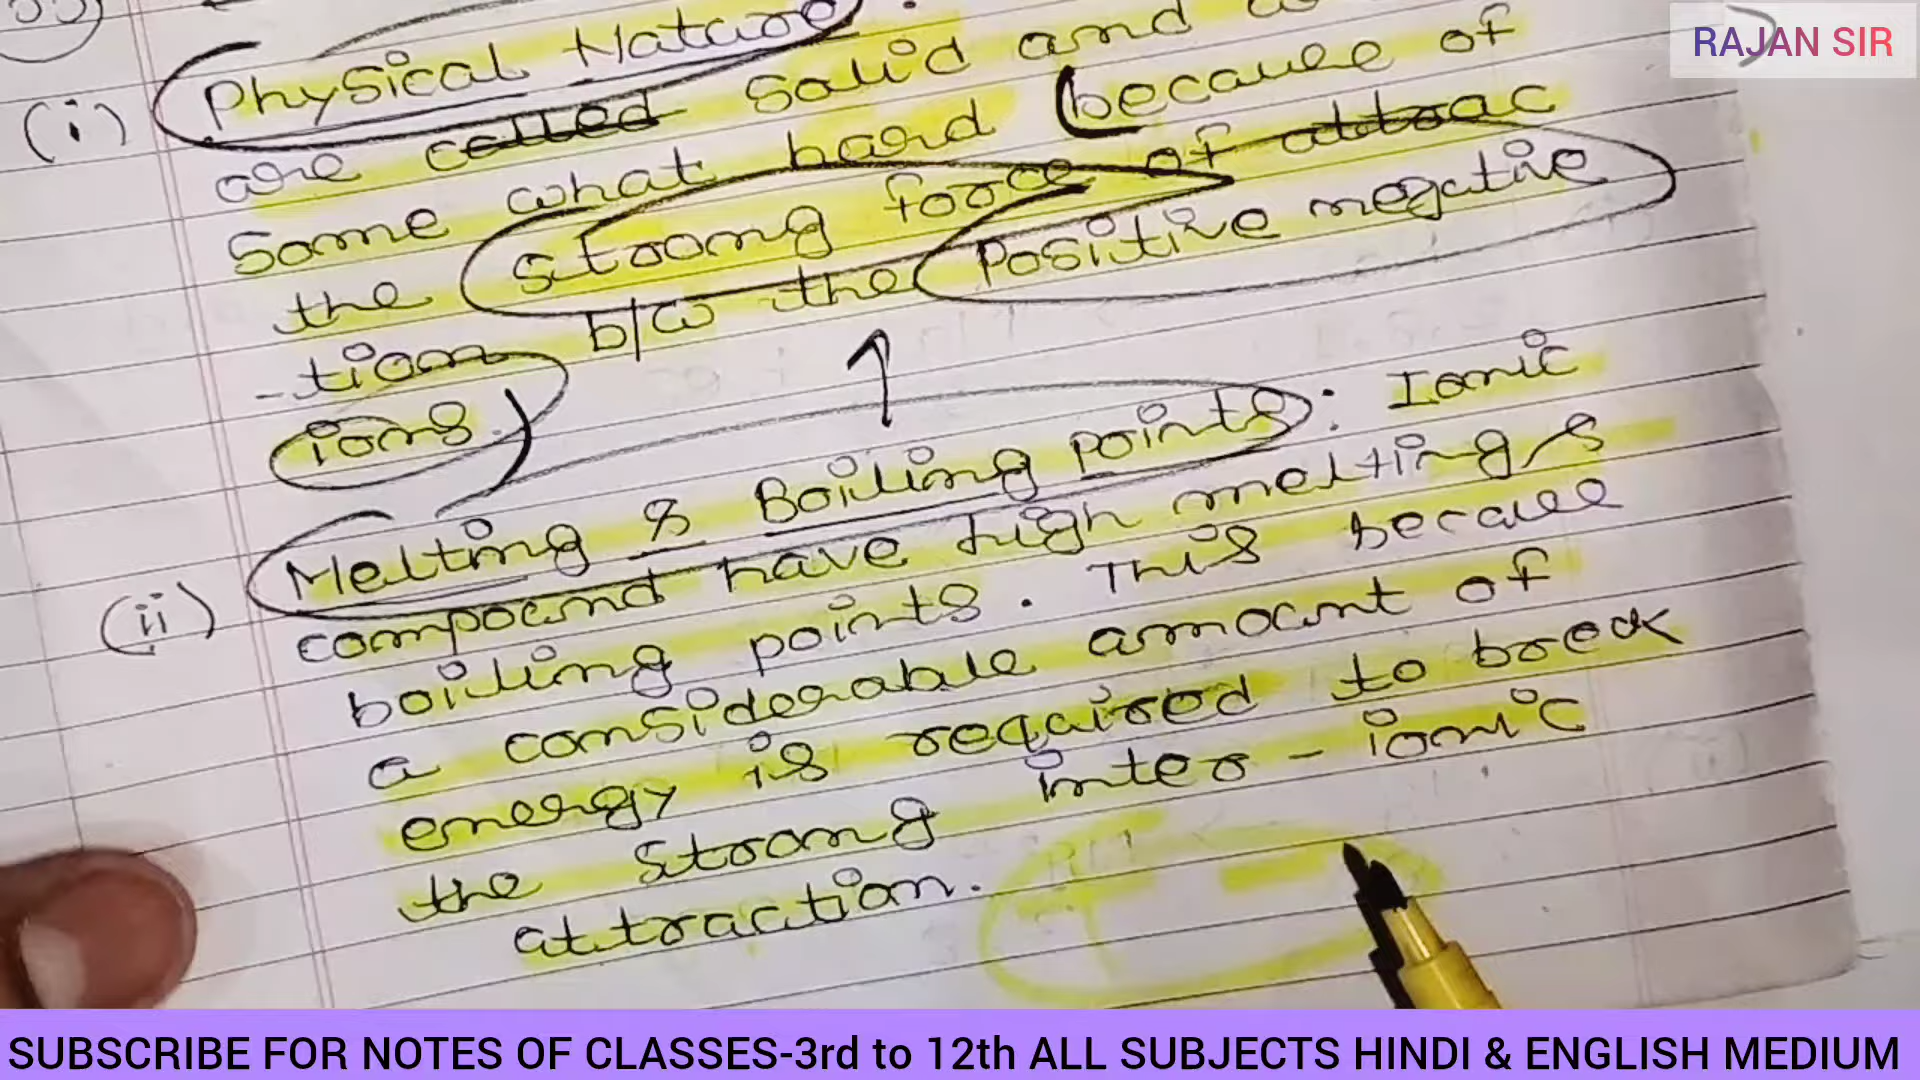 RAJAN SIR
(i) Physical Nature :
are called solid and
some what hard because of
the strong force of attrac
-tion b/w the positive negative
ions.
(ii) Melting & Boiling points : Ionic
compound have high melting &
boiling points. This because
a considerable amount of
energy is required to break
the strong inter-ionic
attraction.
SUBSCRIBE FOR NOTES OF CLASSES-3rd to 12th ALL SUBJECTS HINDI & ENGLISH MEDIUM